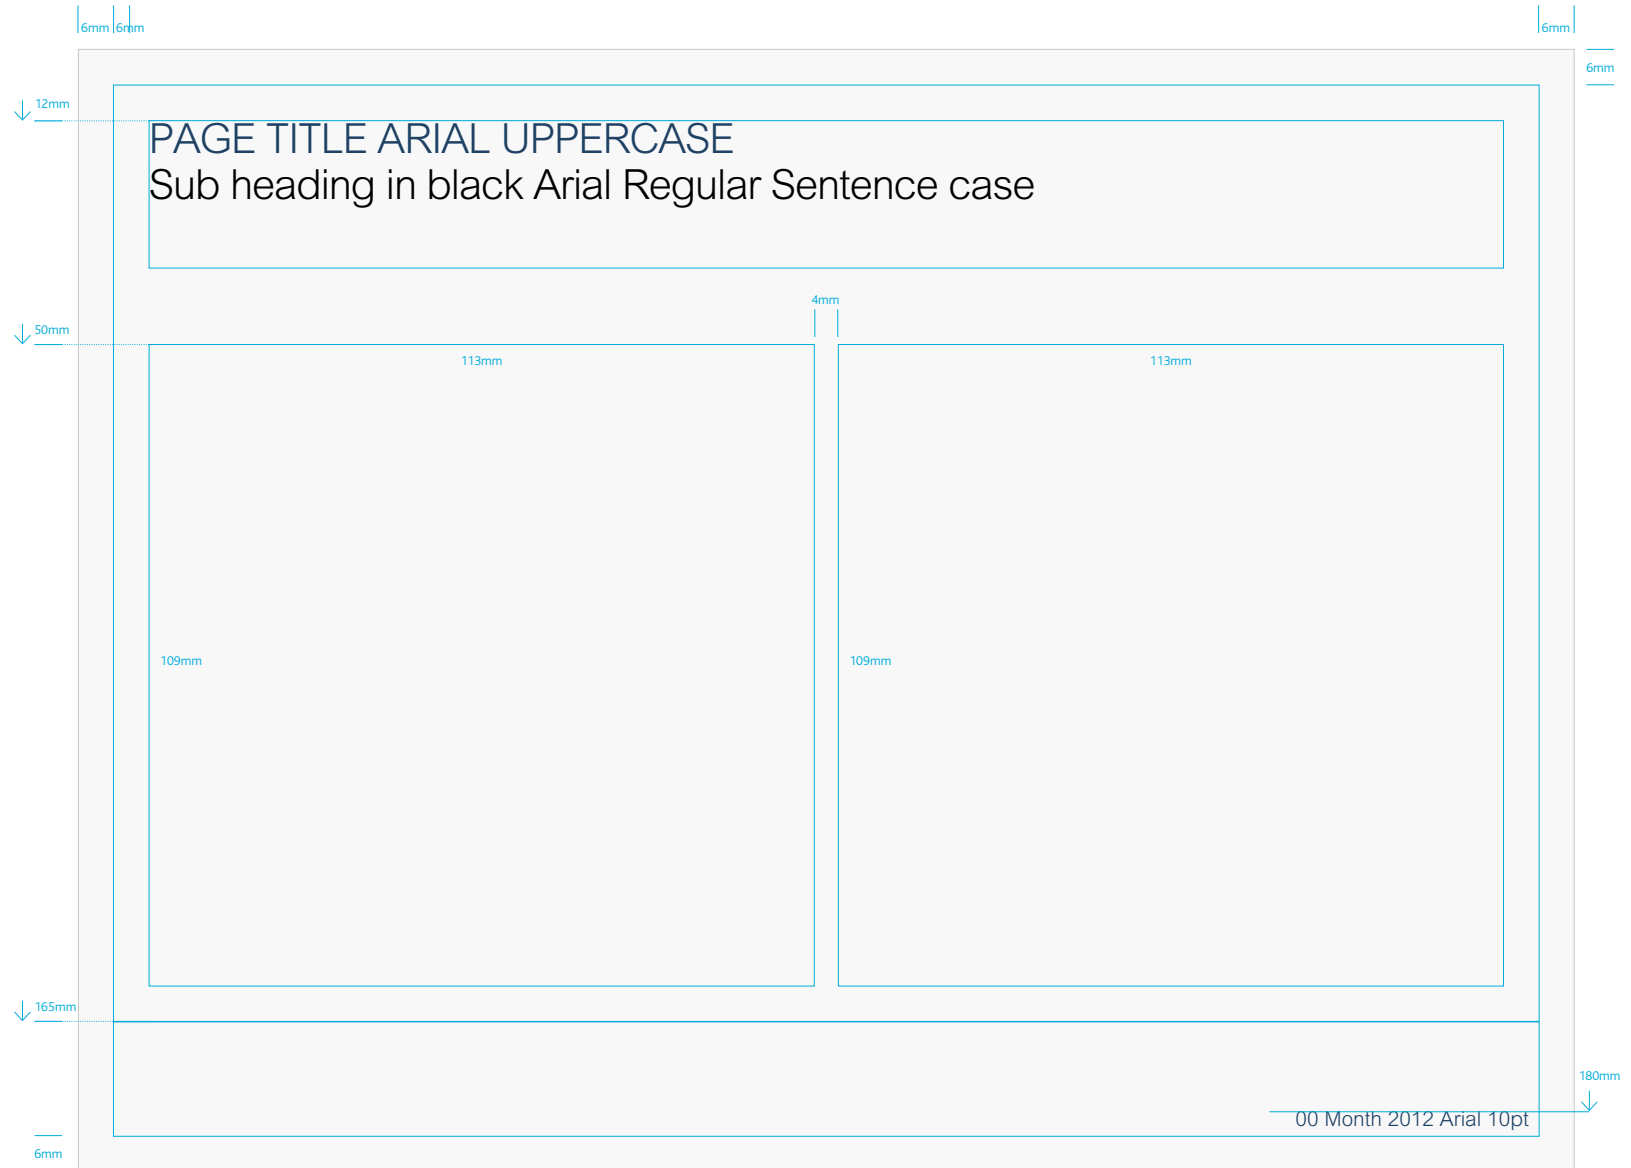 6mm 6mm 6mm
6mm
12mm
PAGE TITLE ARIAL UPPERCASE
Sub heading in black Arial Regular Sentence case
4mm
50mm
113mm 113mm
109mm 109mm
165mm
180mm
00 Month 2012 Arial 10pt
6mm